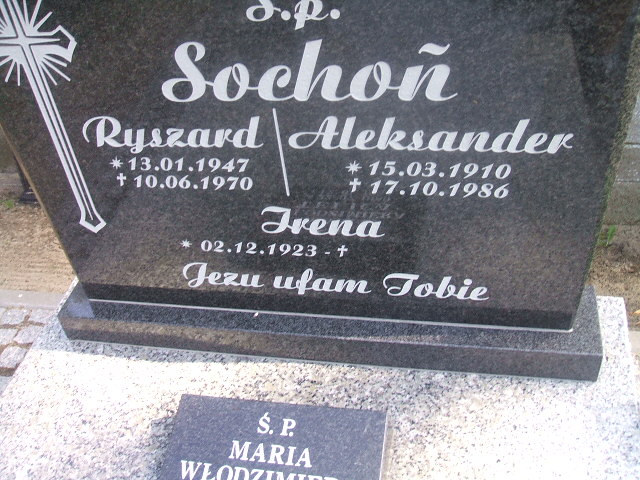 Ś.p.
Sochoń
Ryszard Aleksander
* 13.01.1947 * 15.03.1910
✝ 10.06.1970 ✝ 17.10.1986
Irena
* 02.12.1923 - ✝
Jezu ufam Tobie
Ś. P.
MARIA